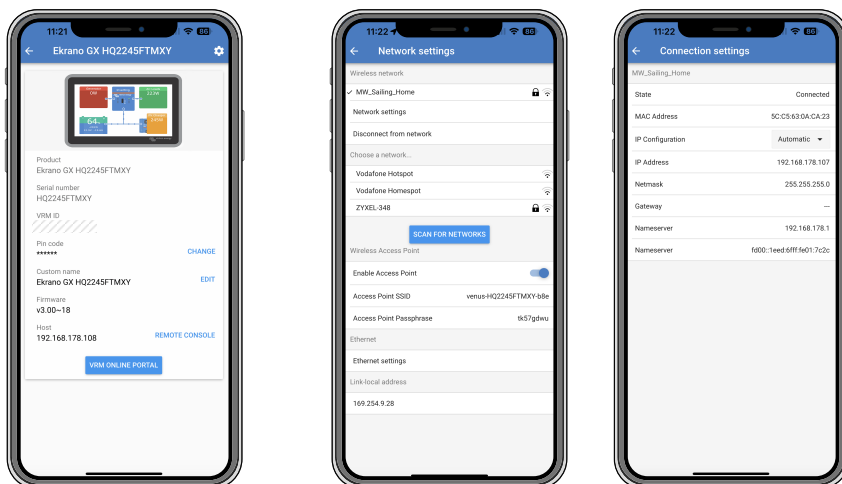 11:21
86
Ekrano GX HQ2245FTMXY
64
Product
Ekrano GX HQ2245FTMXY
Serial number
HQ2245FTMXY
VRM ID
Pin code
****** CHANGE
Custom name
Ekrano GX HQ2245FTMXY EDIT
Firmware
v3.00~18
Host
192.168.178.108 REMOTE CONSOLE
VRM ONLINE PORTAL
11:22
86
Network settings
Wireless network
MW_Sailing_Home
Network settings
Disconnect from network
Choose a network...
Vodafone Hotspot
Vodafone Homespot
ZYXEL-348
SCAN FOR NETWORKS
Wireless Access Point
Enable Access Point
Access Point SSID venus-HQ2245FTMXY-b8e
Access Point Passphrase tk57gdwu
Ethernet
Ethernet settings
Link-local address
169.254.9.28
11:22
86
Connection settings
MW_Sailing_Home
State Connected
MAC Address 5C:C5:63:0A:CA:23
IP Configuration Automatic
IP Address 192.168.178.107
Netmask 255.255.255.0
Gateway ---
Nameserver 192.168.178.1
Nameserver fd00::1eed:6fff:fe01:7c2c